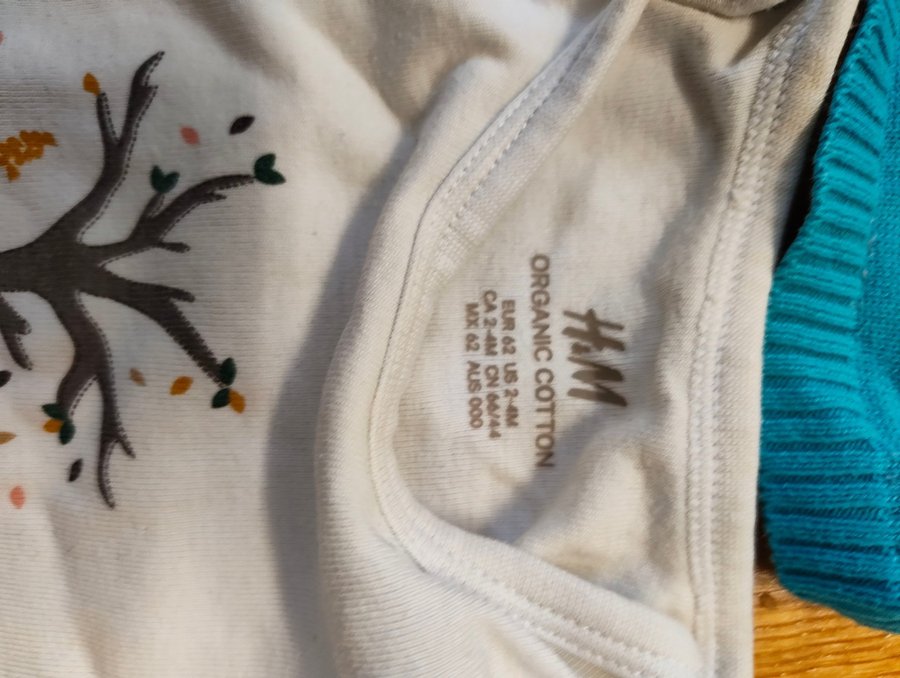 H&M
ORGANIC COTTON
EUR 62 US 2-4M
CA 2-4M CN 66/44
MX 62 AUS 000